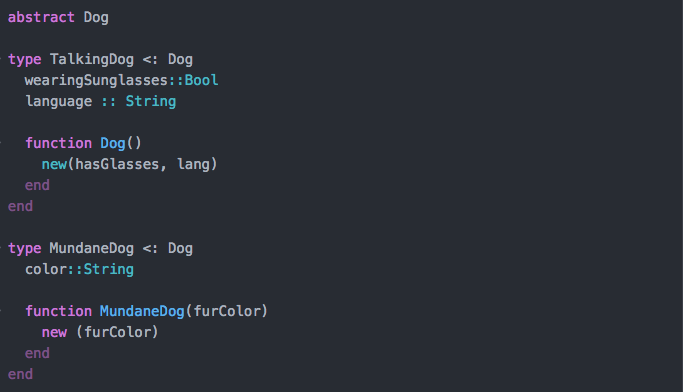 abstract Dog
type TalkingDog <: Dog
wearingSunglasses::Bool
language :: String
function Dog()
new(hasGlasses, lang)
end
end
type MundaneDog <: Dog
color::String
function MundaneDog(furColor)
new (furColor)
end
end